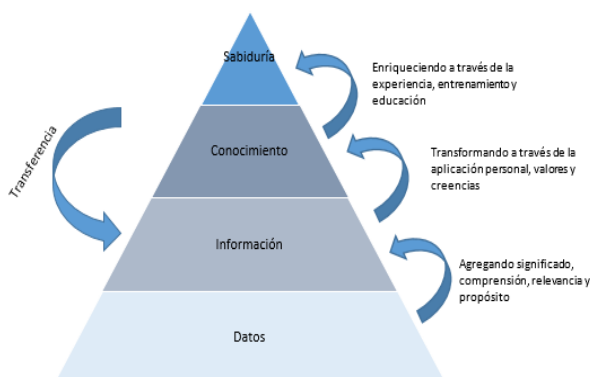 Sabiduría
Enriqueciendo a través de la
experiencia, entrenamiento y
educación
Transferencia
Conocimiento
Transformando a través de la
aplicación personal, valores y
creencias
Información
Agregando significado,
comprensión, relevancia y
propósito
Datos